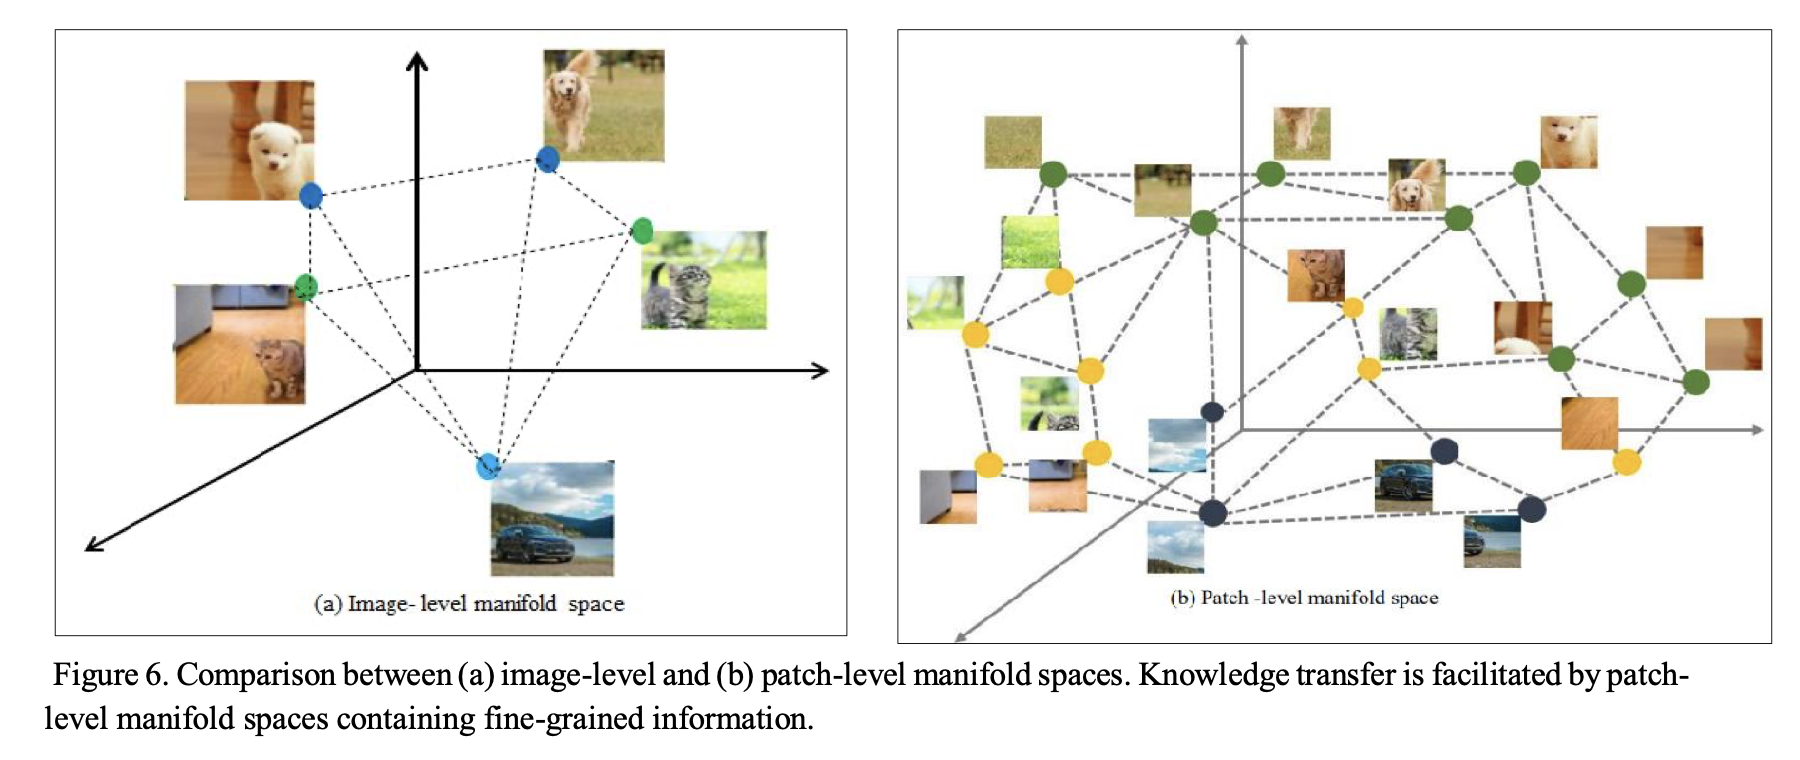 (a) Image- level manifold space
(b) Patch -level manifold space
Figure 6. Comparison between (a) image-level and (b) patch-level manifold spaces. Knowledge transfer is facilitated by patch-
level manifold spaces containing fine-grained information.